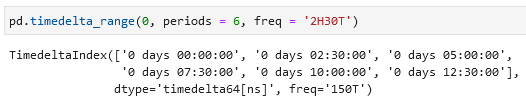 pd.timedelta_range(0, periods = 6, freq = '2H30T')
TimedeltaIndex(['0 days 00:00:00', '0 days 02:30:00', '0 days 05:00:00',
'0 days 07:30:00', '0 days 10:00:00', '0 days 12:30:00'],
dtype='timedelta64[ns]', freq='150T')